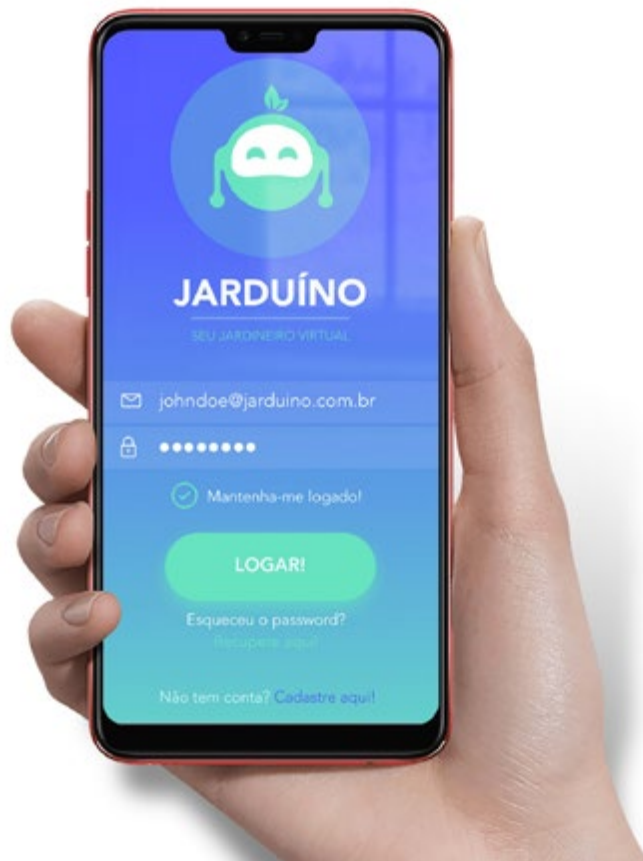 JARDUÍNO
SEU JARDINEIRO VIRTUAL
johndoe@jarduino.com.br
••••••••
Mantenha-me logado!
LOGAR!
Esqueceu o password?
Recupere aqui!
Não tem conta? Cadastre aqui!